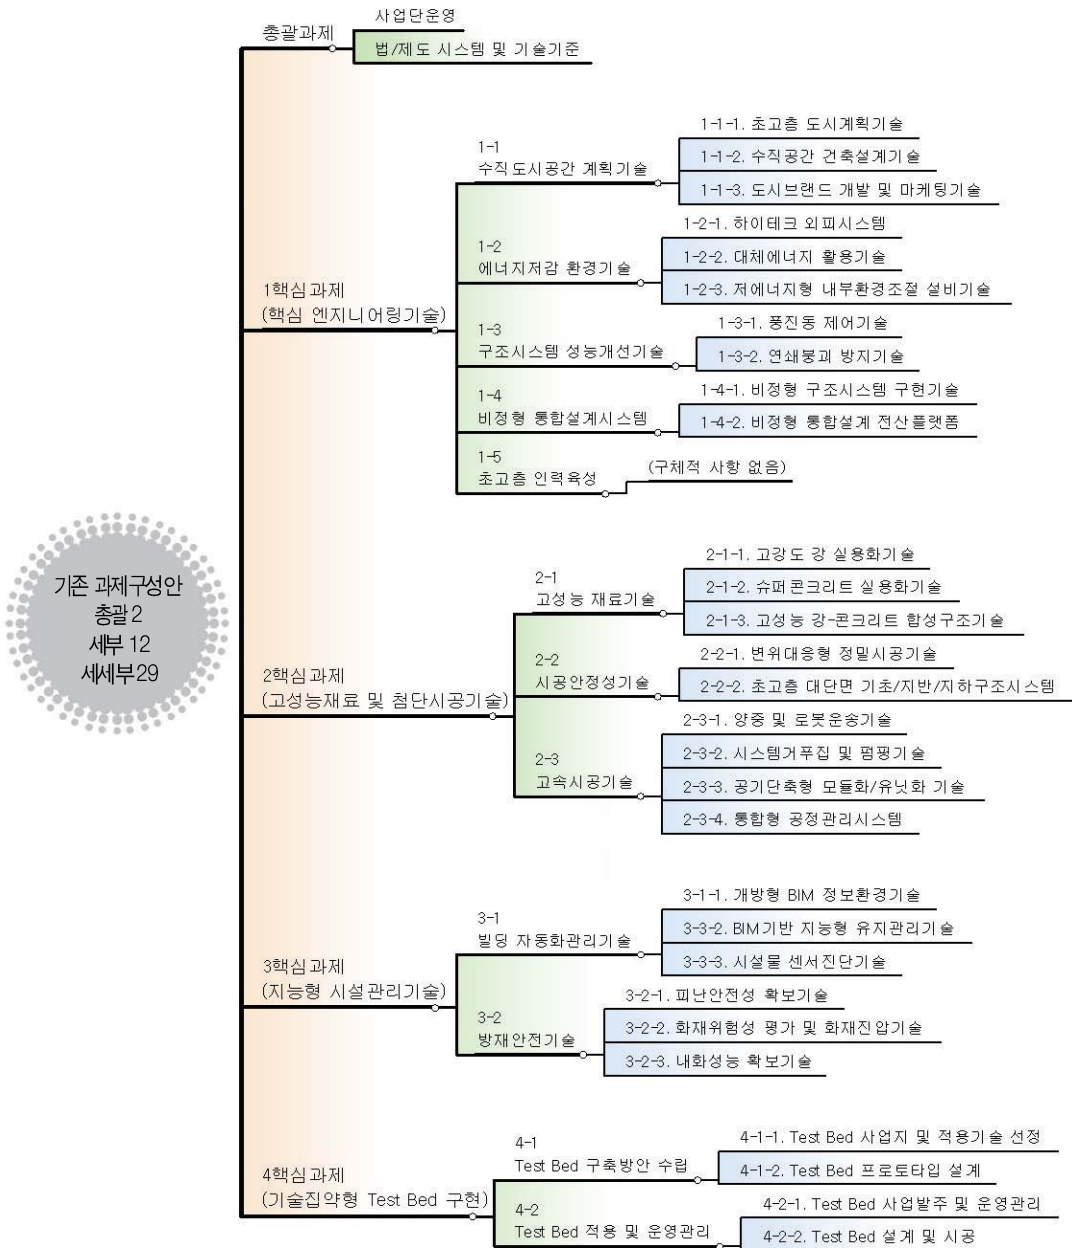 기존 과제구성안
총괄 2
세부 12
세세부 29
총괄과제
사업단운영
법/제도 시스템 및 기술기준
1핵심과제
(핵심 엔지니어링기술)
1-1
수직도시공간 계획기술
1-1-1. 초고층 도시계획기술
1-1-2. 수직공간 건축설계기술
1-1-3. 도시브랜드 개발 및 마케팅기술
1-2
에너지저감 환경기술
1-2-1. 하이테크 외피시스템
1-2-2. 대체에너지 활용기술
1-2-3. 저에너지형 내부환경조절 설비기술
1-3
구조시스템 성능개선기술
1-3-1. 풍진동 제어기술
1-3-2. 연쇄붕괴 방지기술
1-4
비정형 통합설계시스템
1-4-1. 비정형 구조시스템 구현기술
1-4-2. 비정형 통합설계 전산플랫폼
1-5
초고층 인력육성
(구체적 사항 없음)
2핵심과제
(고성능재료 및 첨단시공기술)
2-1
고성능 재료기술
2-1-1. 고강도 강 실용화기술
2-1-2. 슈퍼콘크리트 실용화기술
2-1-3. 고성능 강-콘크리트 합성구조기술
2-2
시공안정성기술
2-2-1. 변위대응형 정밀시공기술
2-2-2. 초고층 대단면 기초/지반/지하구조시스템
2-3
고속시공기술
2-3-1. 양중 및 로봇운송기술
2-3-2. 시스템거푸집 및 펌핑기술
2-3-3. 공기단축형 모듈화/유닛화 기술
2-3-4. 통합형 공정관리시스템
3핵심과제
(지능형 시설관리기술)
3-1
빌딩 자동화관리기술
3-1-1. 개방형 BIM 정보환경기술
3-3-2. BIM기반 지능형 유지관리기술
3-3-3. 시설물 센서진단기술
3-2
방재안전기술
3-2-1. 피난안전성 확보기술
3-2-2. 화재위험성 평가 및 화재진압기술
3-2-3. 내화성능 확보기술
4핵심과제
(기술집약형 Test Bed 구현)
4-1
Test Bed 구축방안 수립
4-1-1. Test Bed 사업지 및 적용기술 선정
4-1-2. Test Bed 프로토타입 설계
4-2
Test Bed 적용 및 운영관리
4-2-1. Test Bed 사업발주 및 운영관리
4-2-2. Test Bed 설계 및 시공